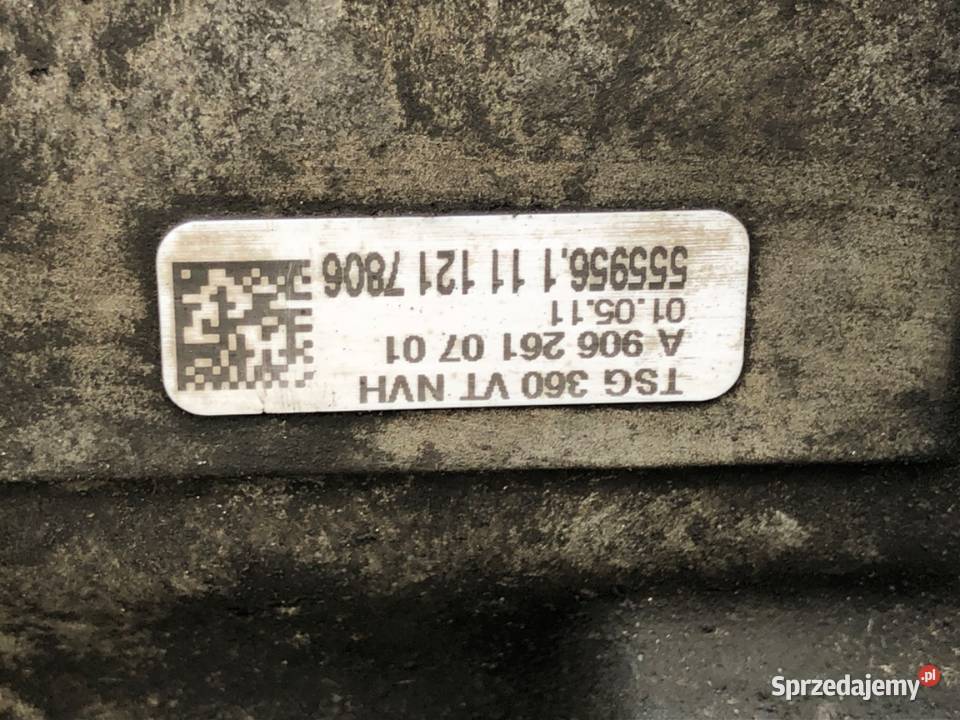 TSG 360 VT NVH
A 906 261 07 01
01.05.11
555956.1 11 121 7806
Sprzedajemy.pl